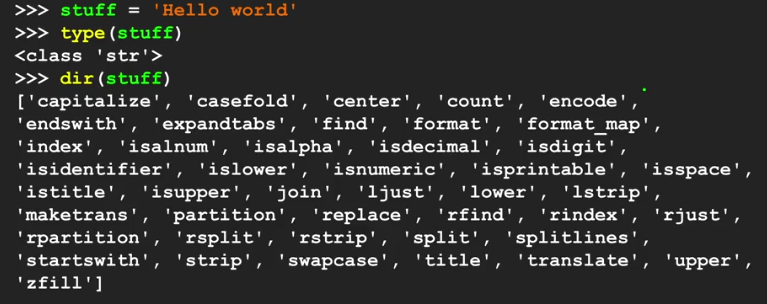 >>> stuff = 'Hello world'
>>> type(stuff)
<class 'str'>
>>> dir(stuff)
['capitalize', 'casefold', 'center', 'count', 'encode',
'endswith', 'expandtabs', 'find', 'format', 'format_map',
'index', 'isalnum', 'isalpha', 'isdecimal', 'isdigit',
'isidentifier', 'islower', 'isnumeric', 'isprintable', 'isspace',
'istitle', 'isupper', 'join', 'ljust', 'lower', 'lstrip',
'maketrans', 'partition', 'replace', 'rfind', 'rindex', 'rjust',
'rpartition', 'rsplit', 'rstrip', 'split', 'splitlines',
'startswith', 'strip', 'swapcase', 'title', 'translate', 'upper',
'zfill']